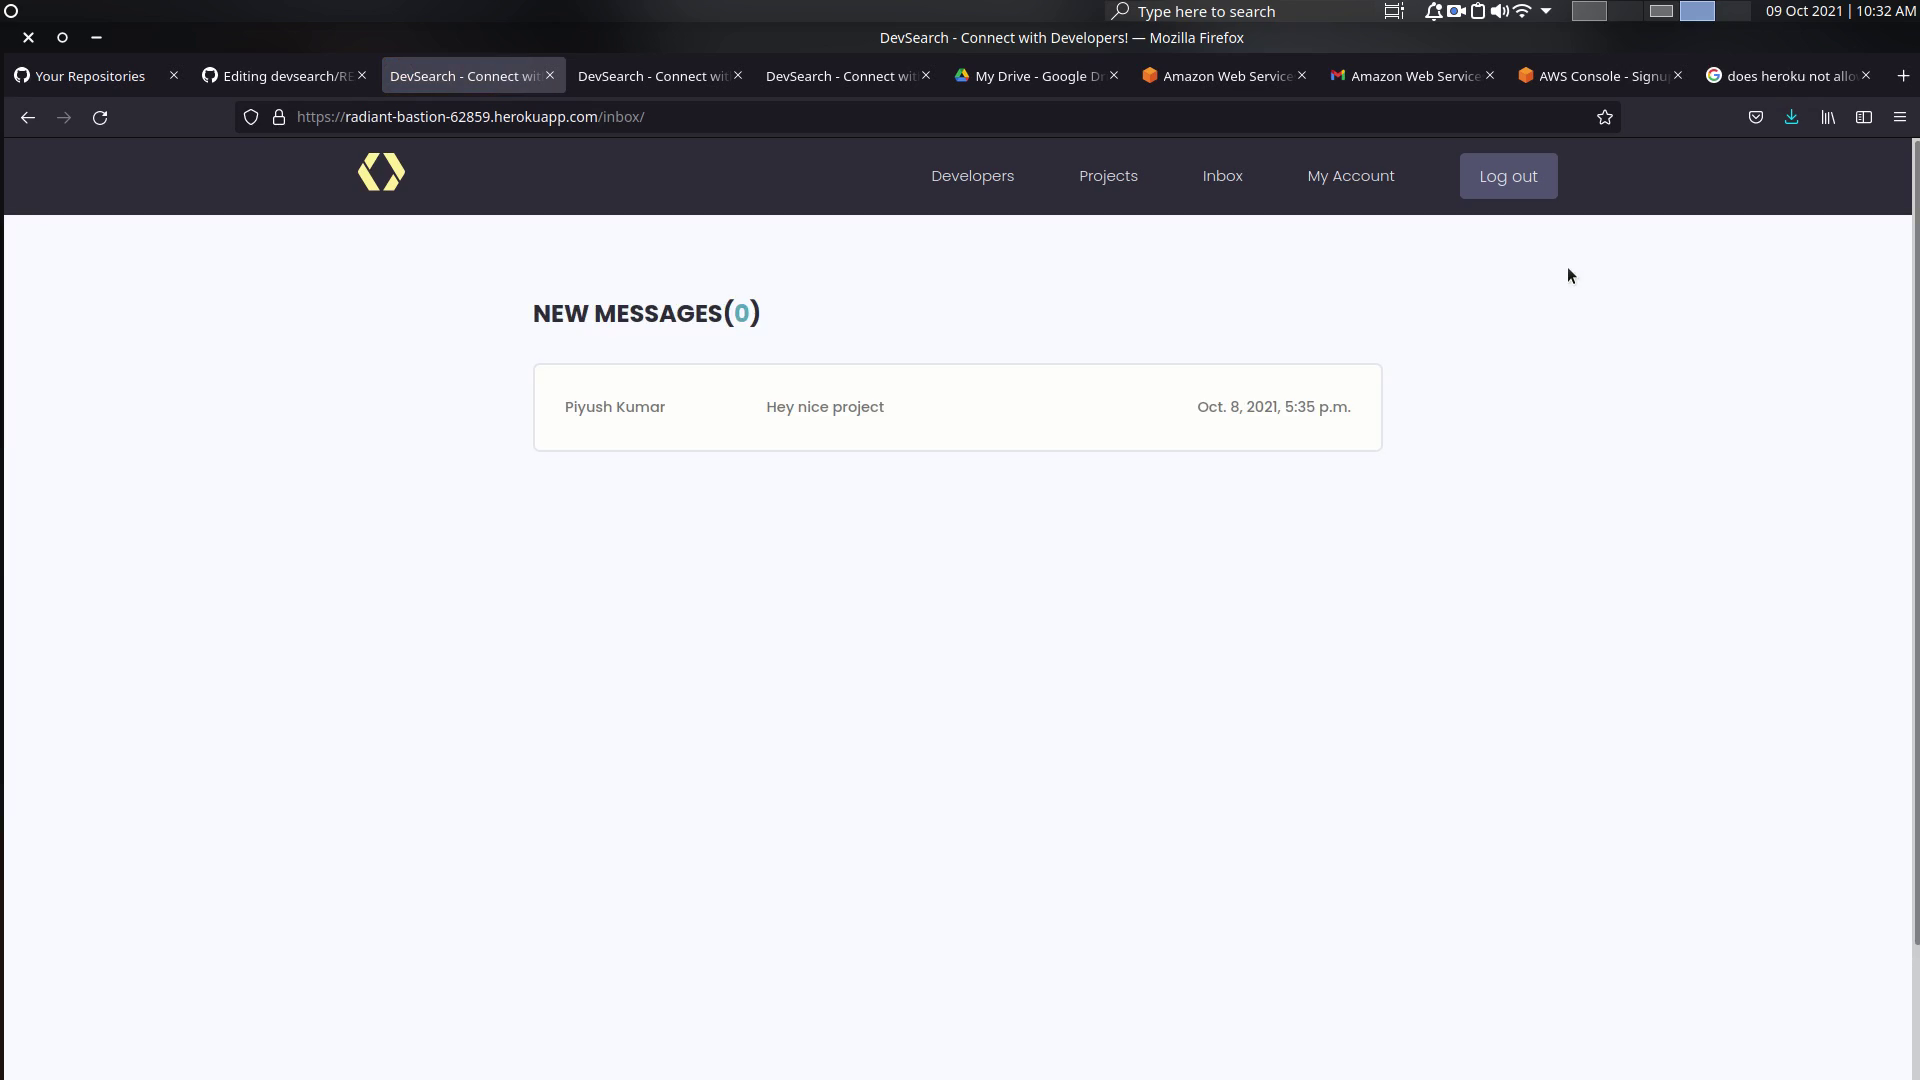 Type here to search
09 Oct 2021 | 10:32 AM
DevSearch - Connect with Developers! — Mozilla Firefox
Your Repositories
Editing devsearch/RE
DevSearch - Connect wit
DevSearch - Connect wit
DevSearch - Connect wit
My Drive - Google Dr
Amazon Web Service
Amazon Web Service
AWS Console - Signup
does heroku not allo
https://radiant-bastion-62859.herokuapp.com/inbox/
Developers
Projects
Inbox
My Account
Log out
NEW MESSAGES(0)
Piyush Kumar
Hey nice project
Oct. 8, 2021, 5:35 p.m.